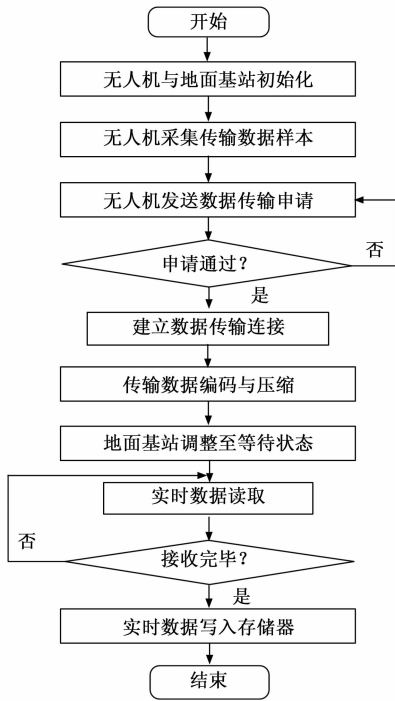 开始
无人机与地面基站初始化
无人机采集传输数据样本
无人机发送数据传输申请
申请通过？
否
是
建立数据传输连接
传输数据编码与压缩
地面基站调整至等待状态
实时数据读取
否
接收完毕？
是
实时数据写入存储器
结束